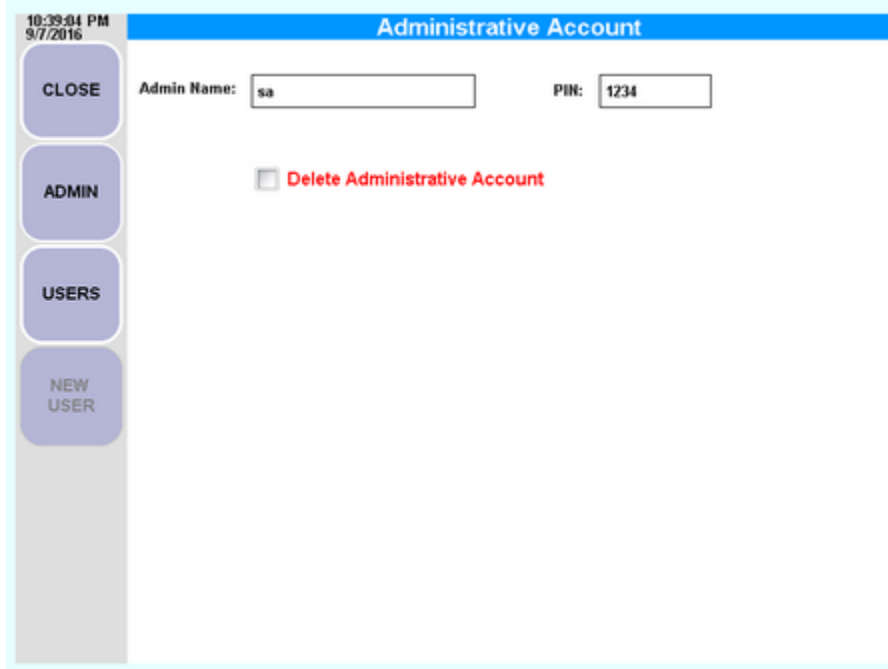 10:39:04 PM
9/7/2016
Administrative Account
CLOSE
Admin Name:
sa
PIN:
1234
ADMIN
Delete Administrative Account
USERS
NEW
USER